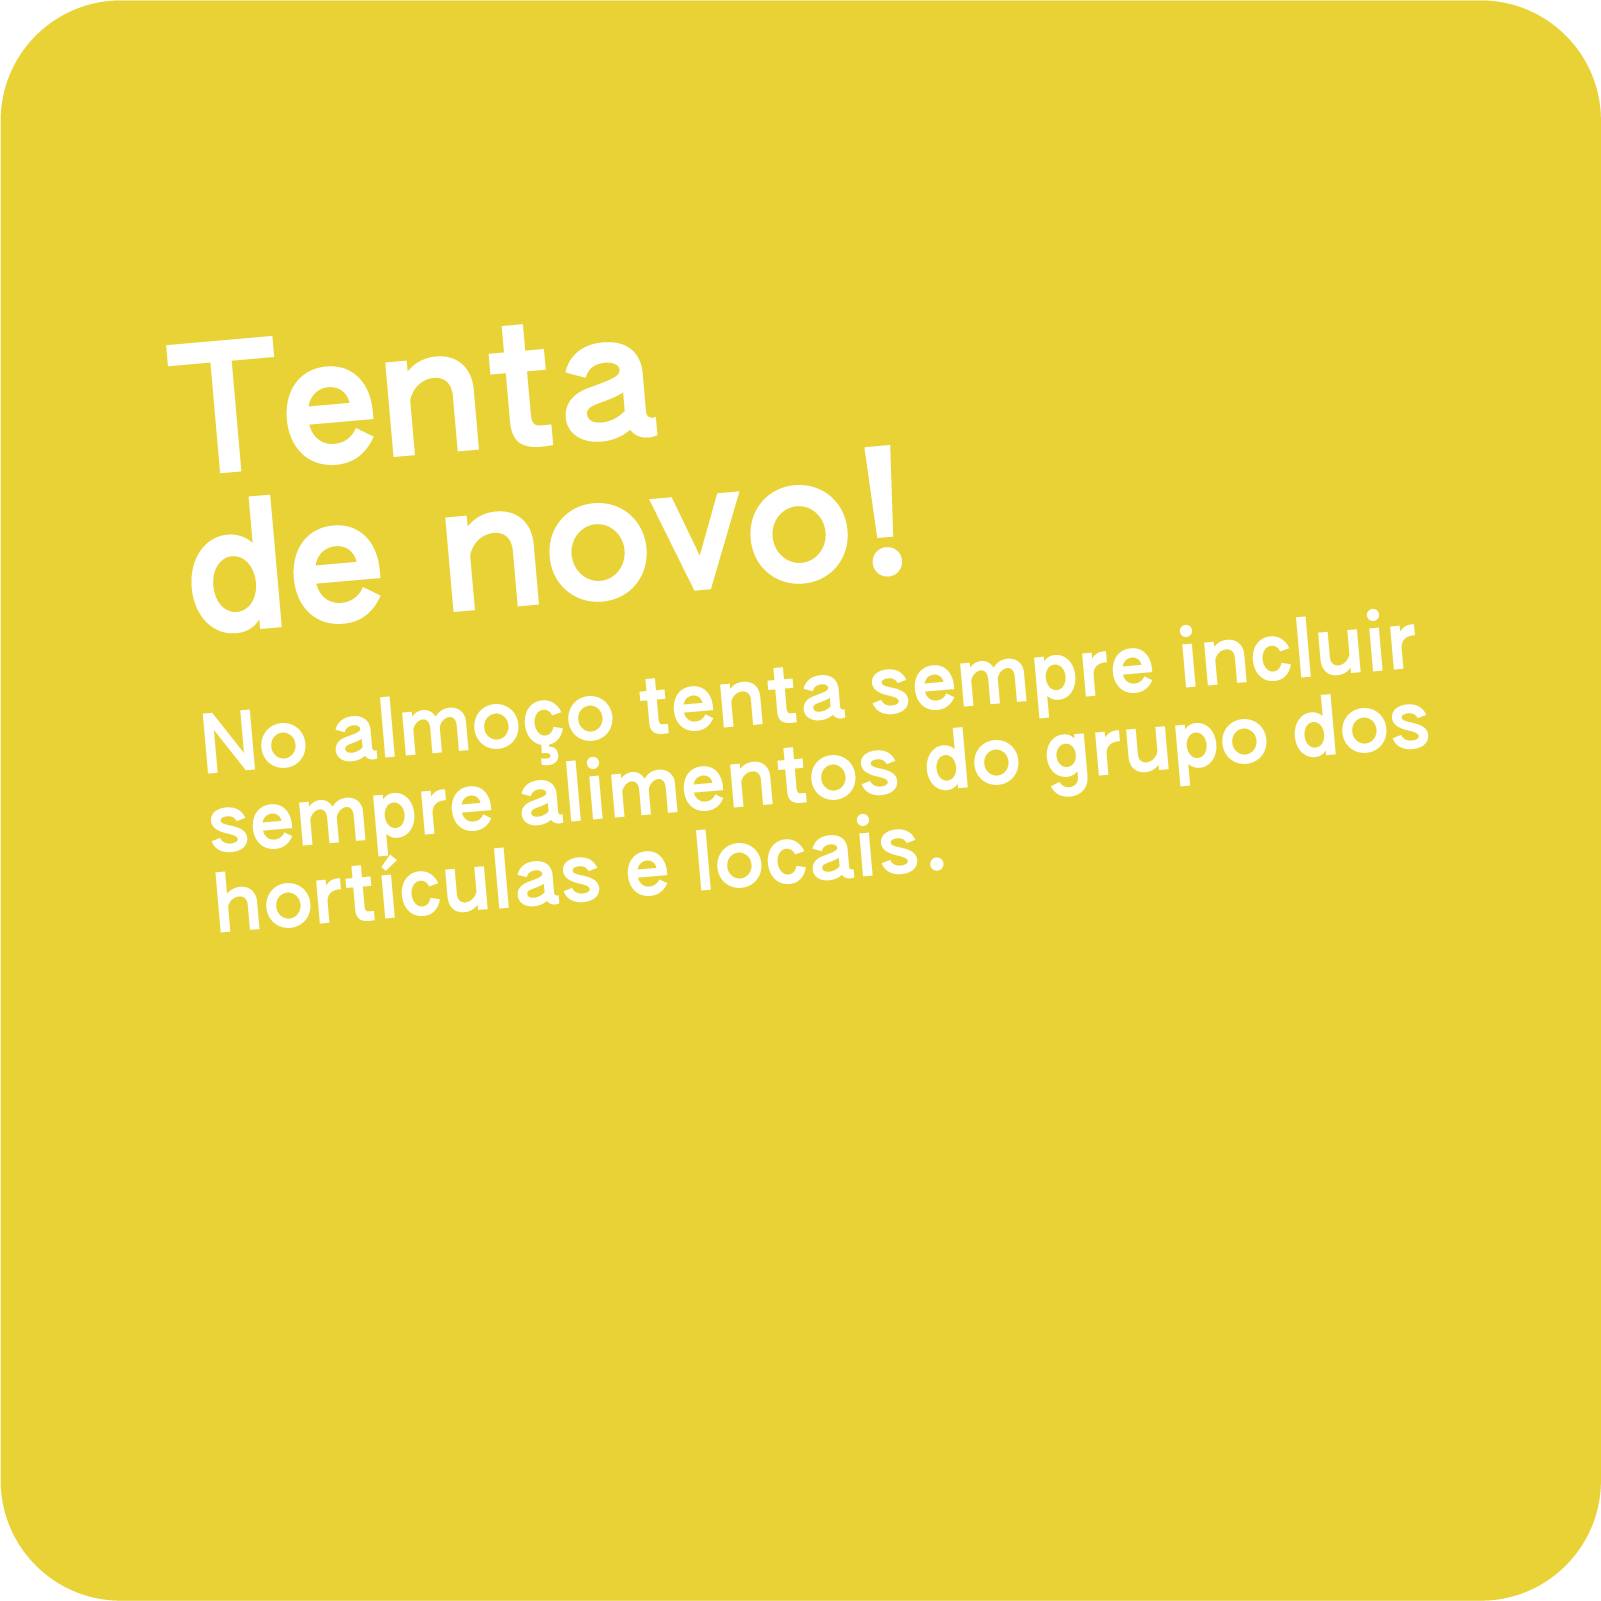 Tenta
de novo!
No almoço tenta sempre incluir
sempre alimentos do grupo dos
hortículas e locais.